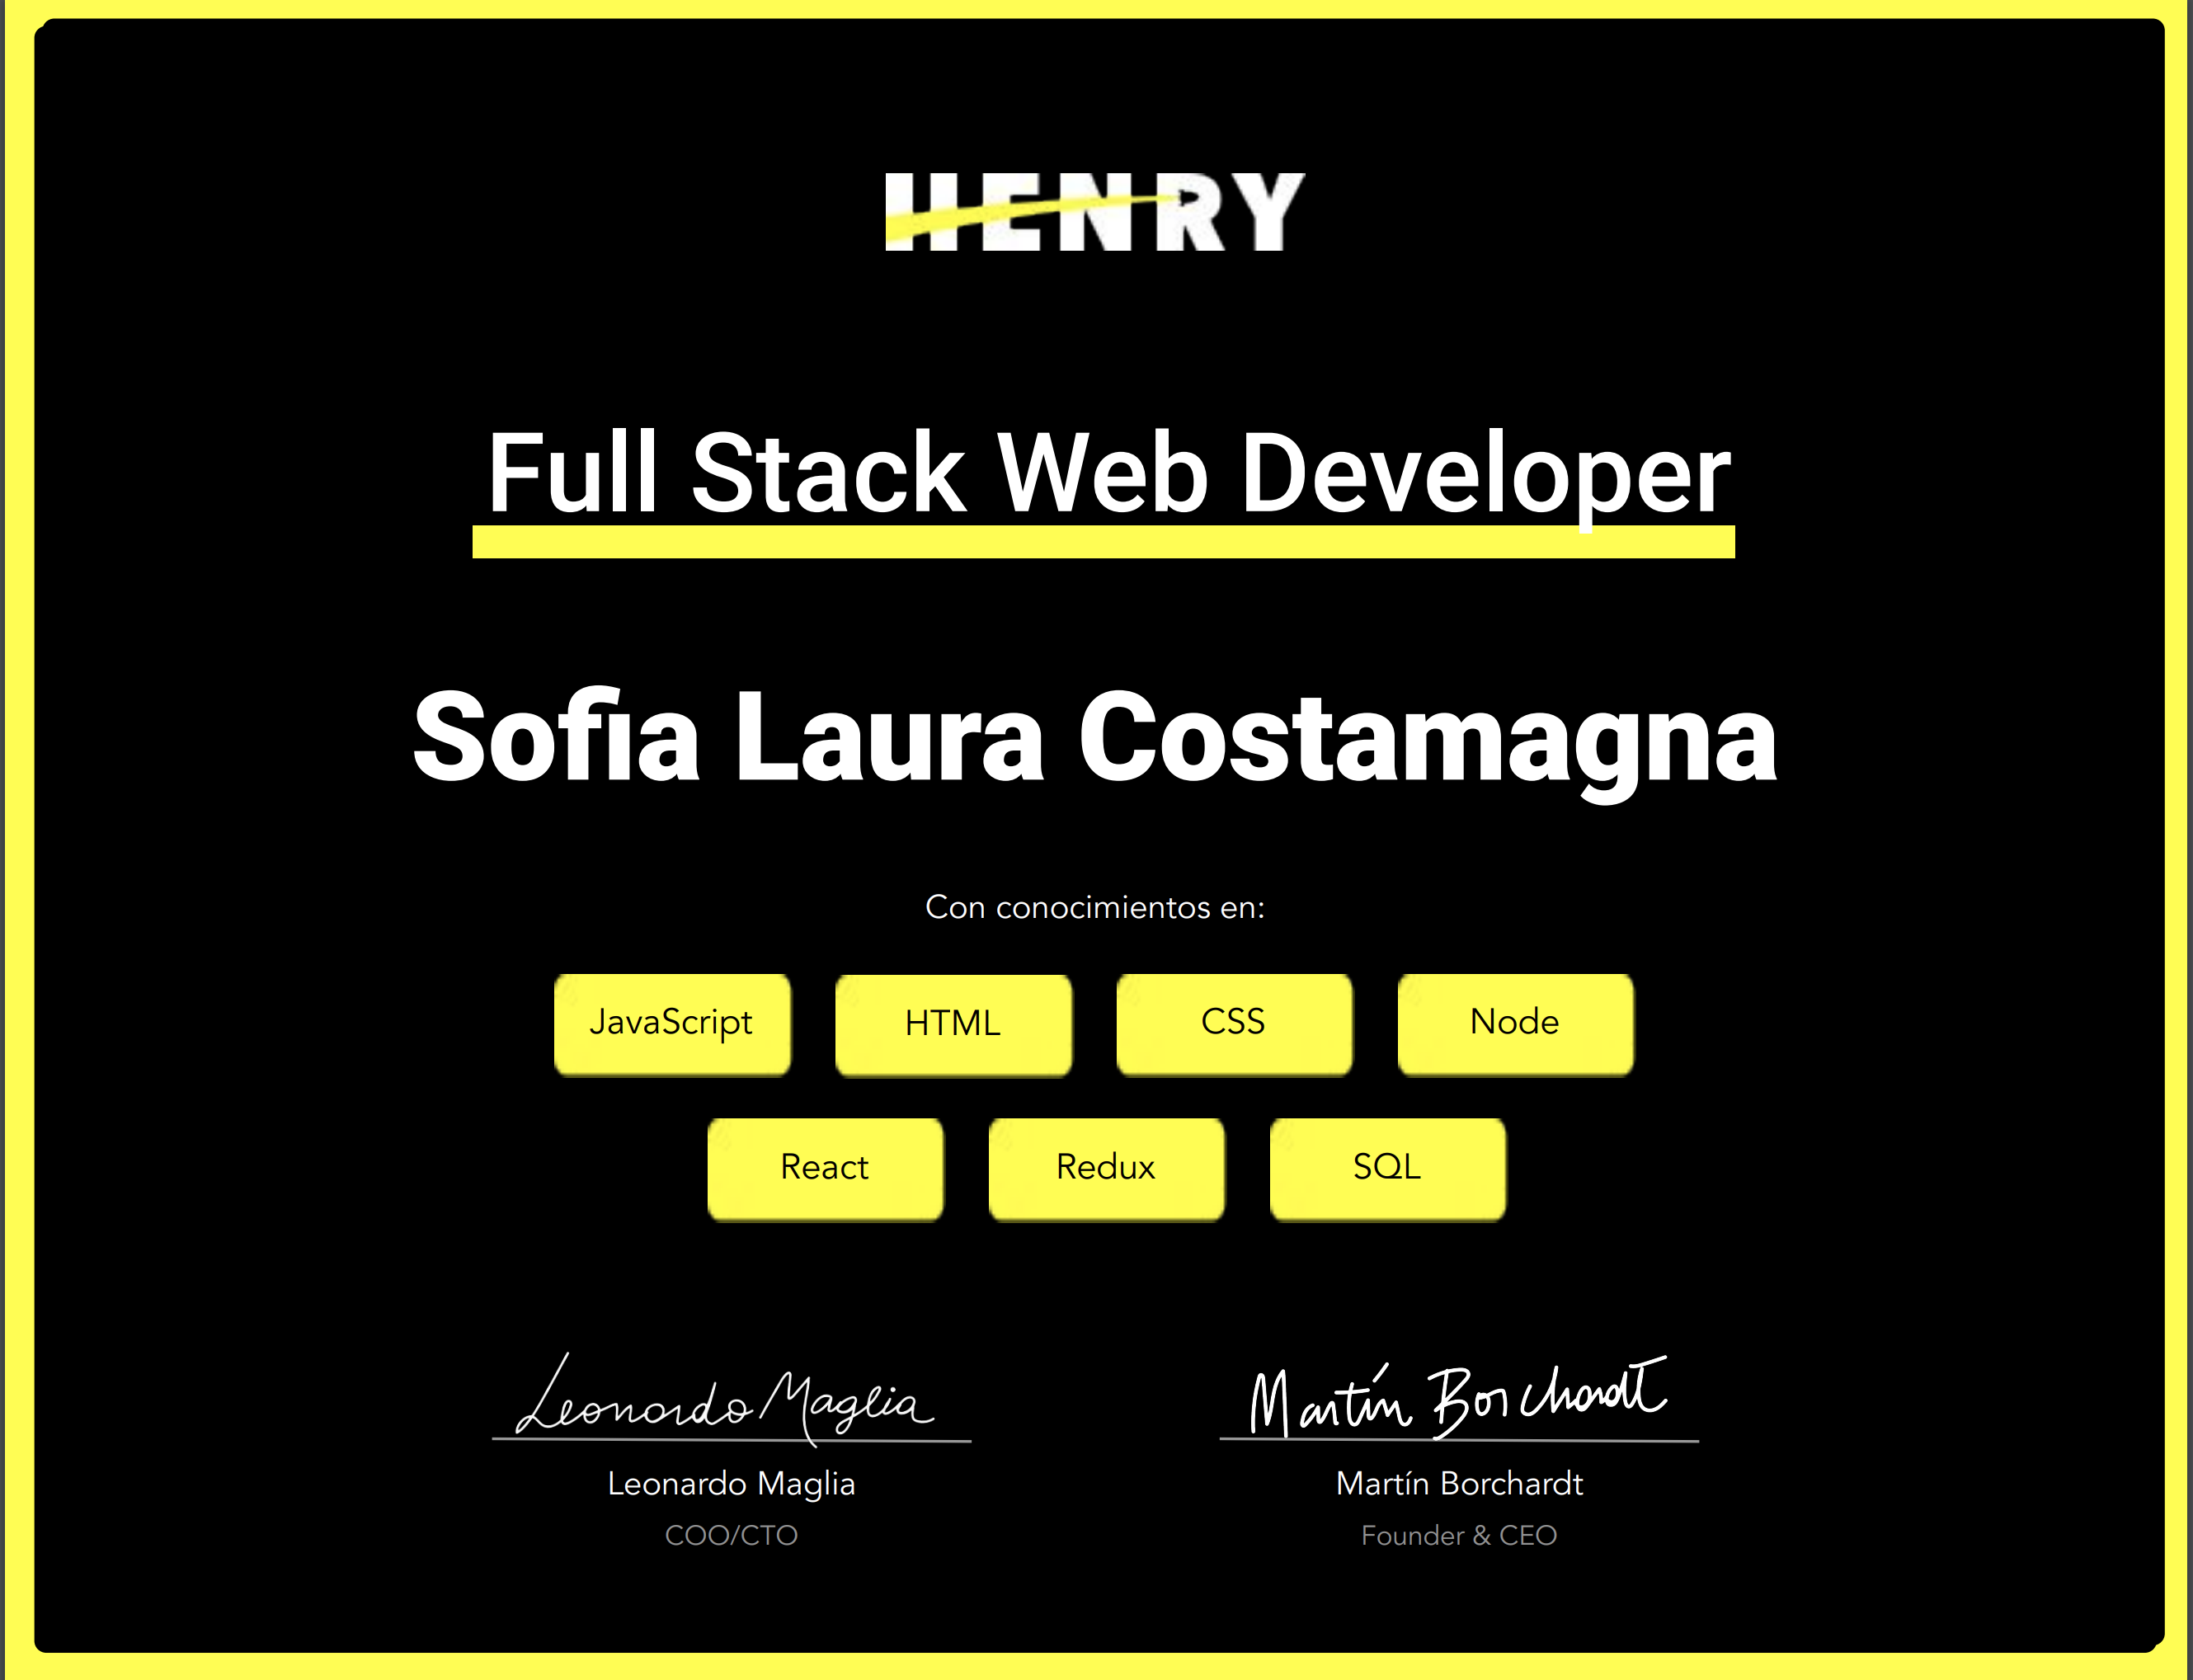 HENRY
Full Stack Web Developer
Sofia Laura Costamagna
Con conocimientos en:
JavaScript HTML CSS Node
React Redux SQL
Leonardo Maglia Martín Borchardt
Leonardo Maglia Martín Borchardt
COO/CTO Founder & CEO